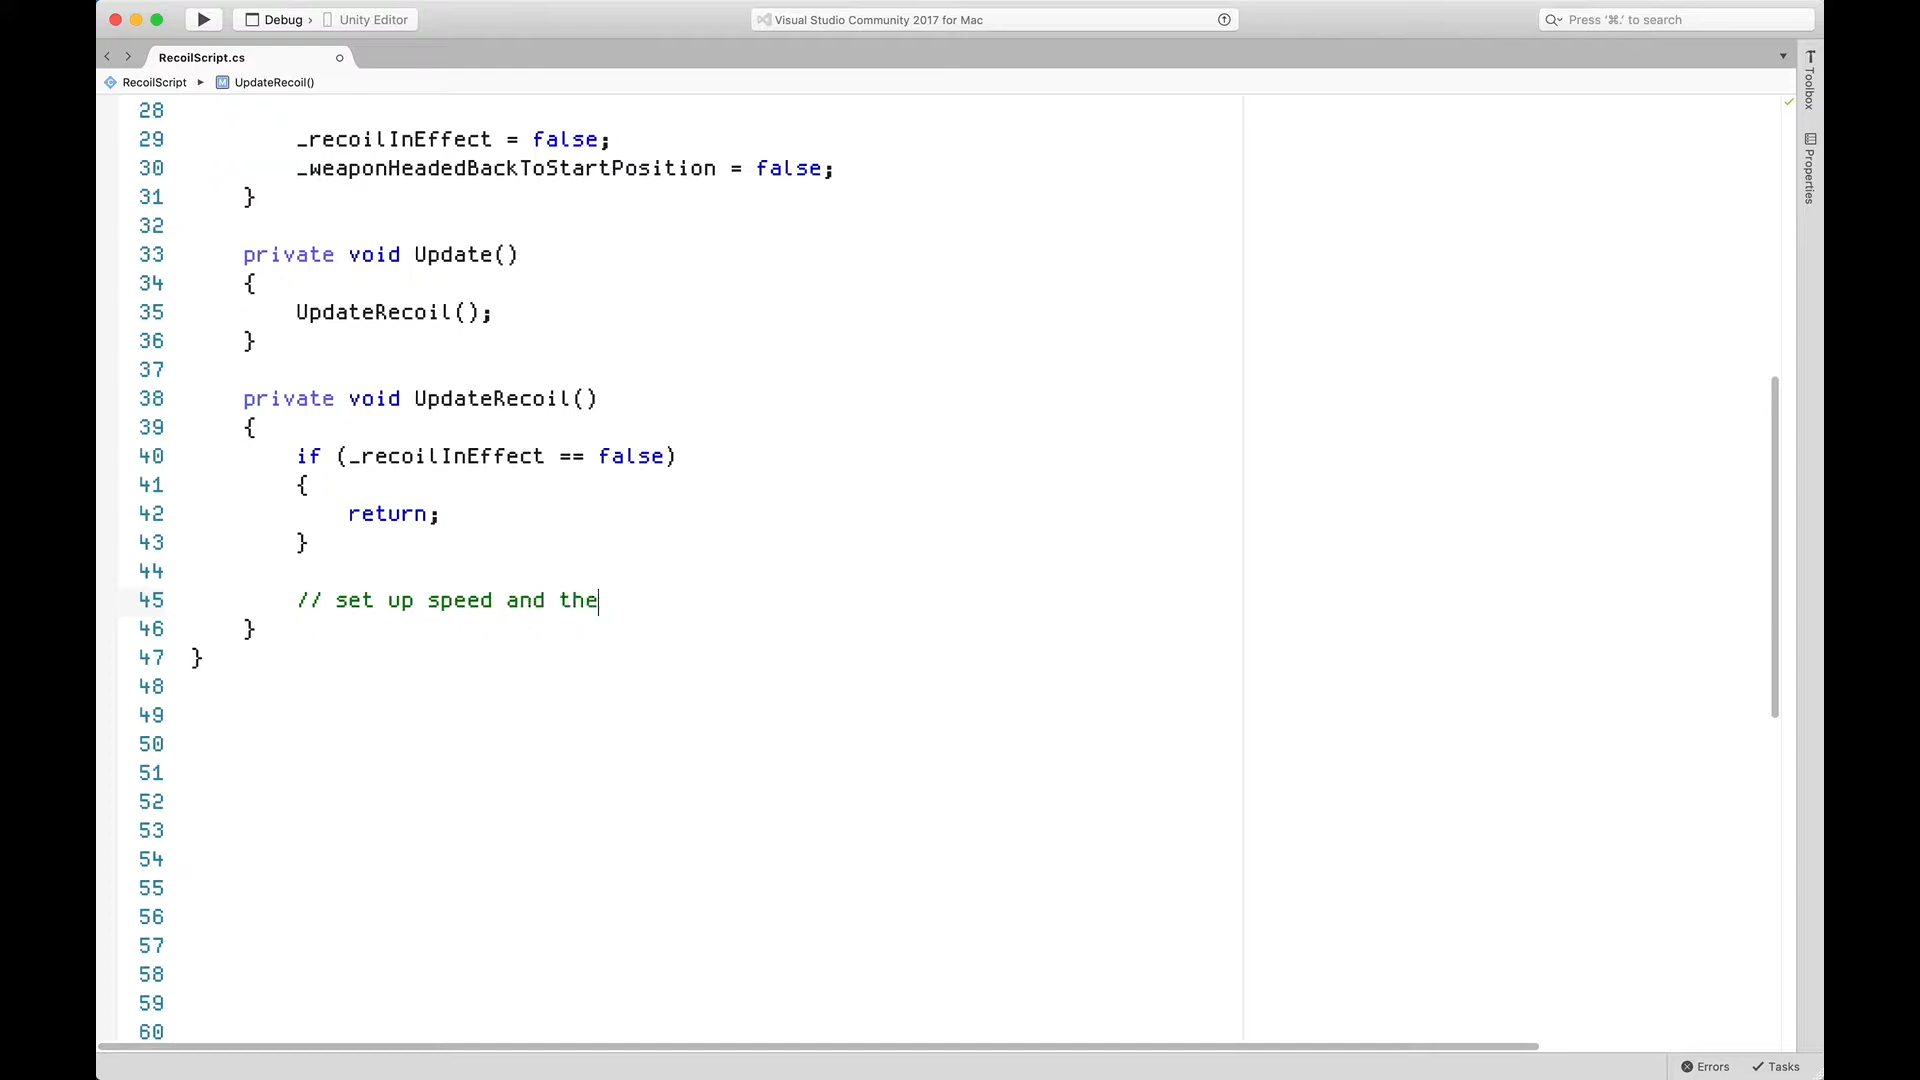 Debug › Unity Editor
Visual Studio Community 2017 for Mac
Press ‘⌘.’ to search
RecoilScript.cs
RecoilScript ▸ UpdateRecoil()
Toolbox
Properties
28
29 _recoilInEffect = false;
30 _weaponHeadedBackToStartPosition = false;
31 }
32
33 private void Update()
34 {
35 UpdateRecoil();
36 }
37
38 private void UpdateRecoil()
39 {
40 if (_recoilInEffect == false)
41 {
42 return;
43 }
44
45 // set up speed and the
46 }
47 }
48
49
50
51
52
53
54
55
56
57
58
59
60
Errors Tasks